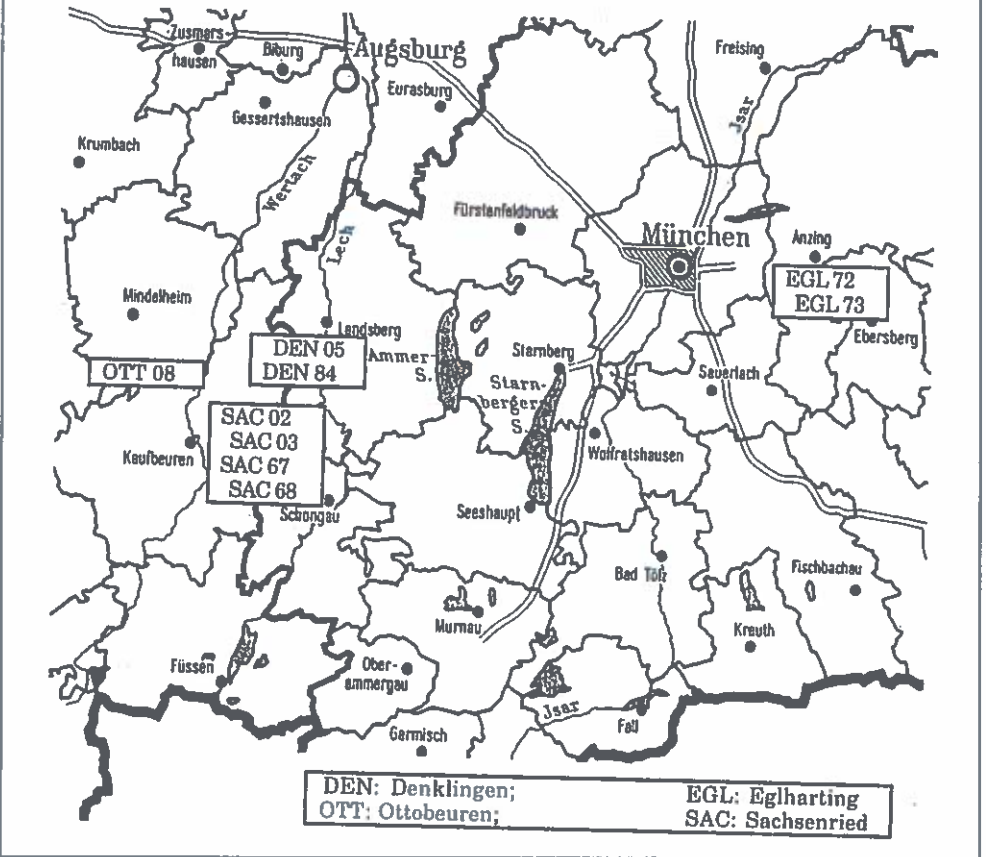 Zusmars-
hausen
Biburg
Augsburg
Eurasburg
Freising
Gessertshausen
Jsar
Krumbach
Wertach
Fürstenfeldbruck
Lech
München
Anzing
EGL 72
EGL 73
Mindelheim
Landsberg
Ebersberg
DEN 05
DEN 84
Ammer-
S.
Starnberg
OTT 08
Starn-
berger
S.
Sauerlach
SAC 02
SAC 03
SAC 67
SAC 68
Kaufbeuren
Wolfratshausen
Schongau
Seeshaupt
Bad Tölz
Fischbachau
Murnau
Kreuth
Füssen
Ober-
ammergau
Jsar
Fall
Garmisch
DEN: Denklingen;
EGL: Eglharting
OTT: Ottobeuren;
SAC: Sachsenried